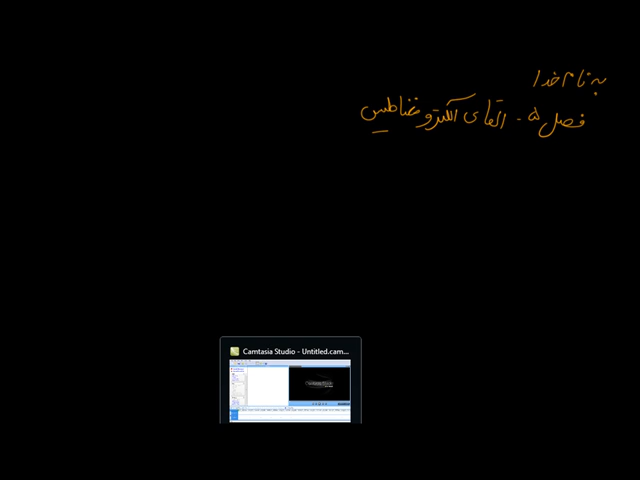 به نام خدا
فصل ۵ - القای الکترومغناطیس
Camtasia Studio - Untitled.cam...